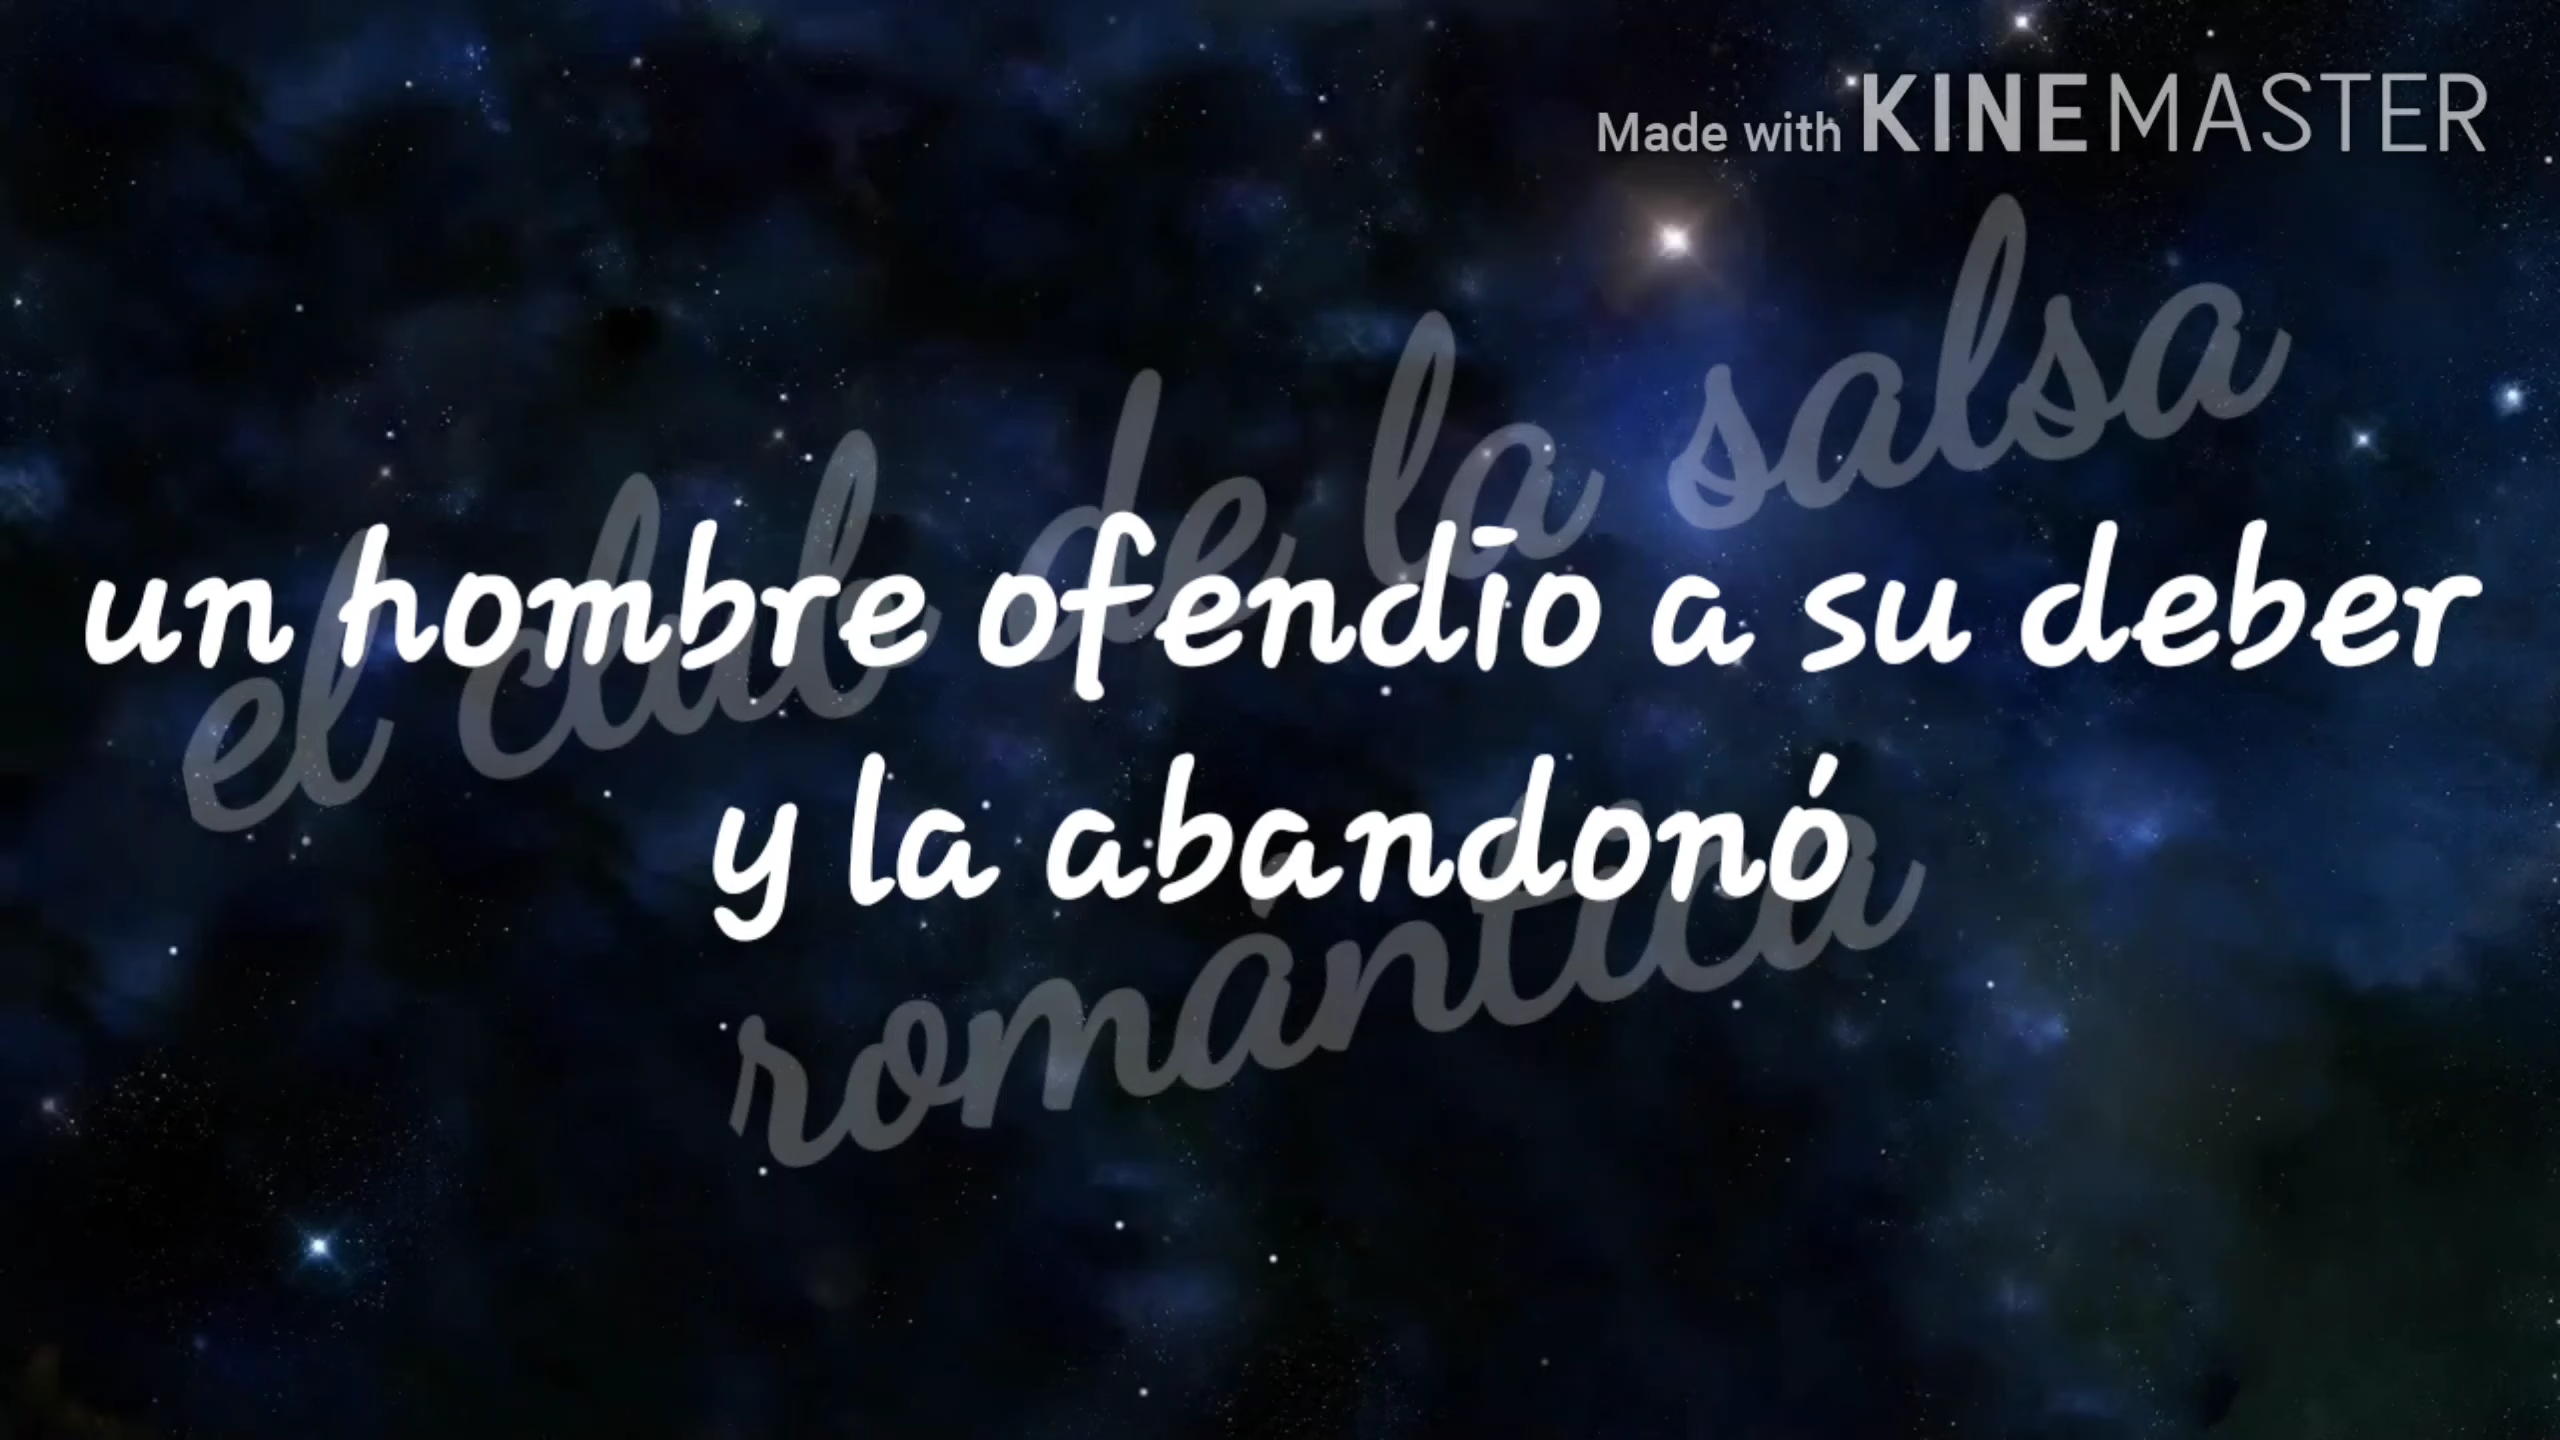 Made with KINEMASTER
el club de la salsa
un hombre ofendio a su deber
y la abandonó
romántica